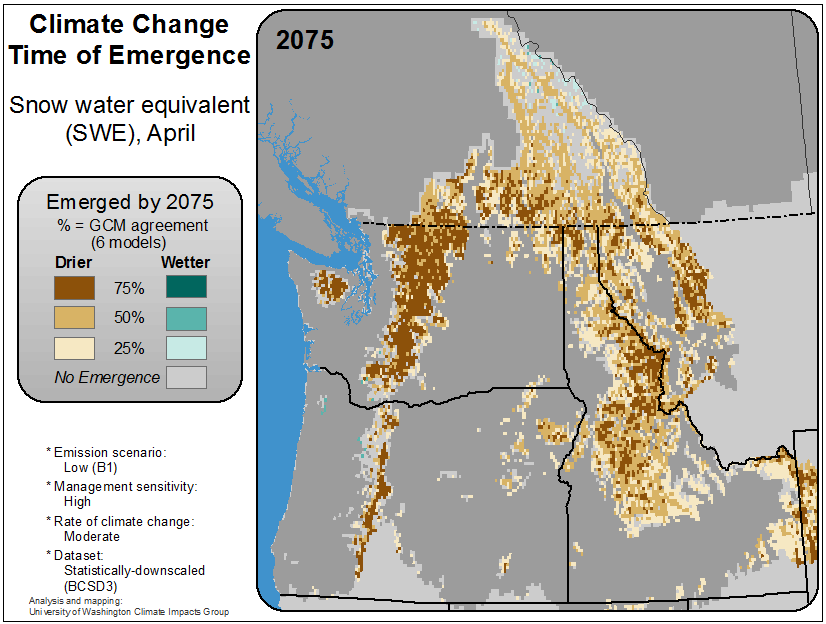 Climate Change
Time of Emergence
Snow water equivalent
(SWE), April
Emerged by 2075
% = GCM agreement
(6 models)
Drier Wetter
75%
50%
25%
No Emergence
* Emission scenario:
Low (B1)
* Management sensitivity:
High
* Rate of climate change:
Moderate
* Dataset:
Statistically-downscaled
(BCSD3)
Analysis and mapping:
University of Washington Climate Impacts Group
2075